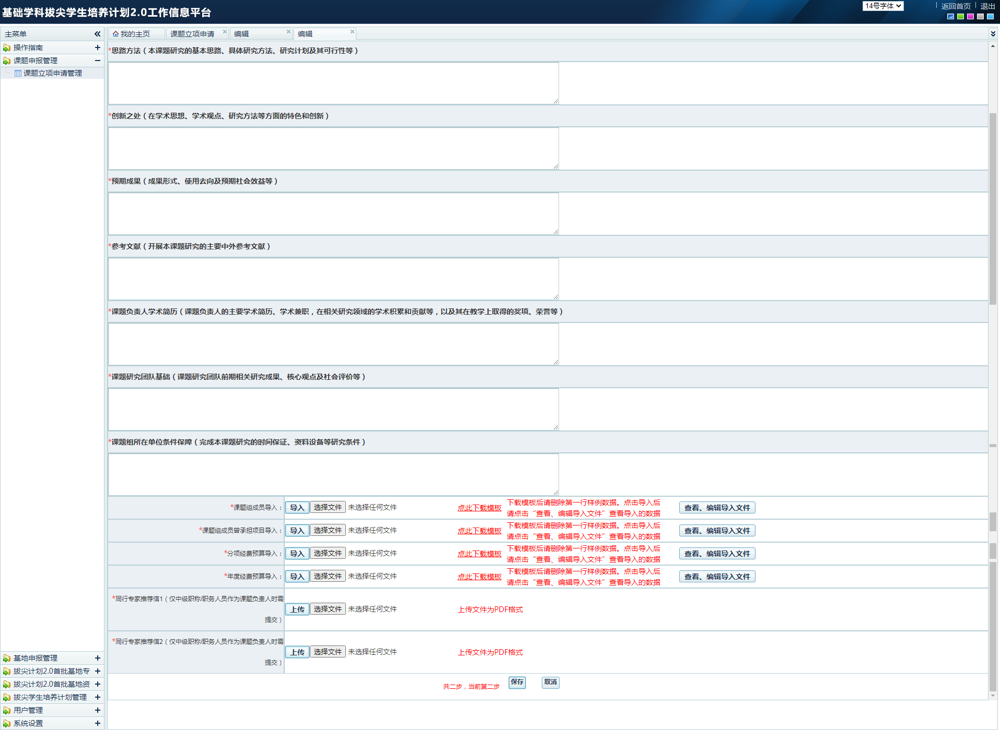 基础学科拔尖学生培养计划2.0工作信息平台
14号字体
返回首页
退出
主菜单
我的主页
课题立项申请
编辑
编辑
操作指南
课题申报管理
课题立项申请管理
*思路方法（本课题研究的基本思路、具体研究方法、研究计划及其可行性等）
*创新之处（在学术思想、学术观点、研究方法等方面的特色和创新）
*预期成果（成果形式、使用去向及预期社会效益等）
*参考文献（开展本课题研究的主要中外参考文献）
*课题负责人学术简历（课题负责人的主要学术简历、学术兼职，在相关研究领域的学术积累和贡献等，以及其在教学上取得的奖项、荣誉等）
*课题研究团队基础（课题研究团队前期相关研究成果、核心观点及社会评价等）
*课题组所在单位条件保障（完成本课题研究的时间保证、资料设备等研究条件）
*课题组成员导入： 导入 选择文件 未选择任何文件 点此下载模板 下载模板后请删除第一行样例数据。点击导入后
请点击“查看、编辑导入文件”查看导入的数据 查看、编辑导入文件
*课题组成员曾承担项目导入： 导入 选择文件 未选择任何文件 点此下载模板 下载模板后请删除第一行样例数据。点击导入后
请点击“查看、编辑导入文件”查看导入的数据 查看、编辑导入文件
*分项经费预算导入： 导入 选择文件 未选择任何文件 点此下载模板 下载模板后请删除第一行样例数据。点击导入后
请点击“查看、编辑导入文件”查看导入的数据 查看、编辑导入文件
*年度经费预算导入： 导入 选择文件 未选择任何文件 点此下载模板 下载模板后请删除第一行样例数据。点击导入后
请点击“查看、编辑导入文件”查看导入的数据 查看、编辑导入文件
*同行专家推荐信1（仅中级职称/职务人员作为课题负责人时需
提交） 上传 选择文件 未选择任何文件 上传文件为PDF格式
*同行专家推荐信2（仅中级职称/职务人员作为课题负责人时需
提交） 上传 选择文件 未选择任何文件 上传文件为PDF格式
共二步，当前第二步 保存 取消
基地申报管理
拔尖计划2.0首批基地专
拔尖计划2.0首批基地资
拔尖学生培养计划管理
用户管理
系统设置